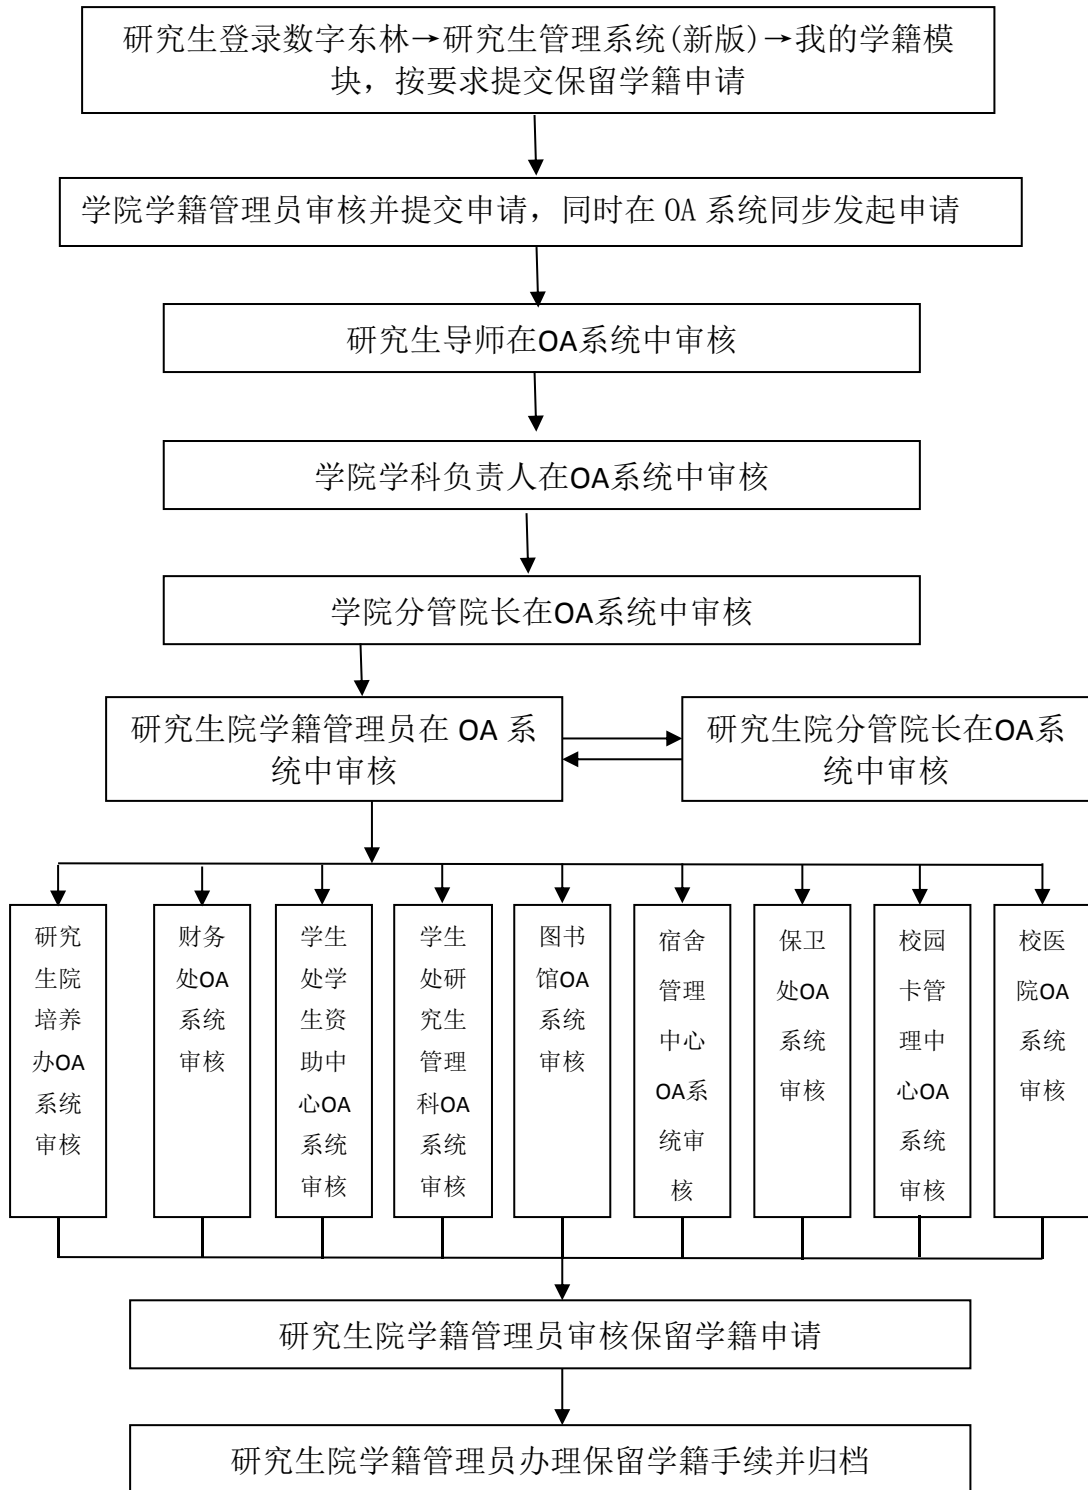 研究生登录数字东林→研究生管理系统(新版)→我的学籍模
块，按要求提交保留学籍申请
学院学籍管理员审核并提交申请，同时在 OA 系统同步发起申请
研究生导师在OA系统中审核
学院学科负责人在OA系统中审核
学院分管院长在OA系统中审核
研究生院学籍管理员在 OA 系
统中审核
研究生院分管院长在OA系
统中审核
研究
生院
培养
办OA
系统
审核
财务
处OA
系统
审核
学生
处学
生资
助中
心OA
系统
审核
学生
处研
究生
管理
科OA
系统
审核
图书
馆OA
系统
审核
宿舍
管理
中心
OA系
统审
核
保卫
处OA
系统
审核
校园
卡管
理中
心OA
系统
审核
校医
院OA
系统
审核
研究生院学籍管理员审核保留学籍申请
研究生院学籍管理员办理保留学籍手续并归档